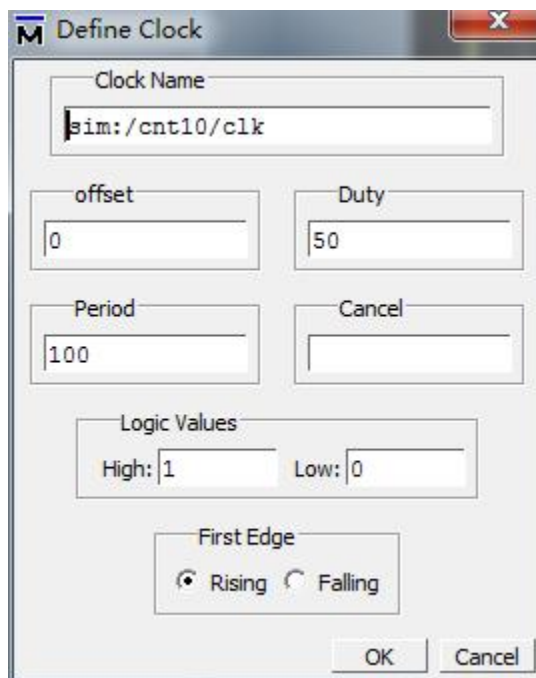 M Define Clock
Clock Name
sim:/cnt10/clk
offset
Duty
0
50
Period
Cancel
100
Logic Values
High: 1 Low: 0
First Edge
Rising Falling
OK Cancel